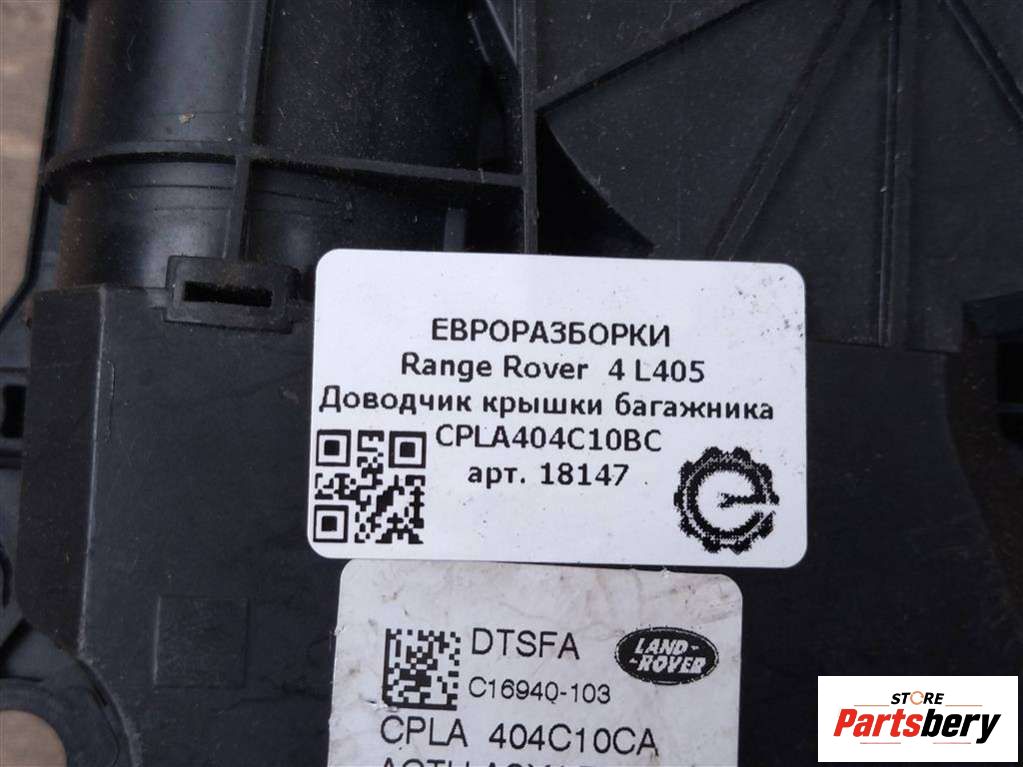 ЕВРОРАЗБОРКИ
Range Rover 4 L405
Доводчик крышки багажника
CPLA404C10BC
арт. 18147
DTSFA
LAND-
-ROVER
C16940-103
CPLA 404C10CA
STORE
Partsbery